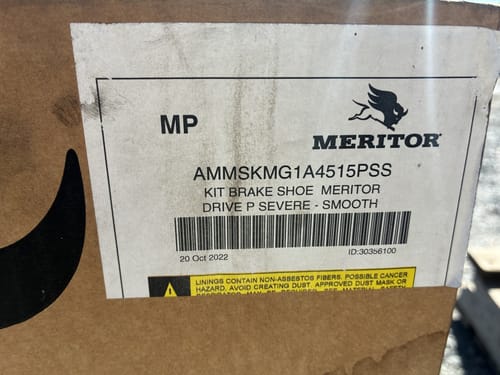 MP
MERITOR
AMMSKMG1A4515PSS
KIT BRAKE SHOE MERITOR
DRIVE P SEVERE - SMOOTH
20 Oct 2022
ID:30356100
LININGS CONTAIN NON-ASBESTOS FIBERS. POSSIBLE CANCER
HAZARD. AVOID CREATING DUST. APPROVED DUST MASK OR